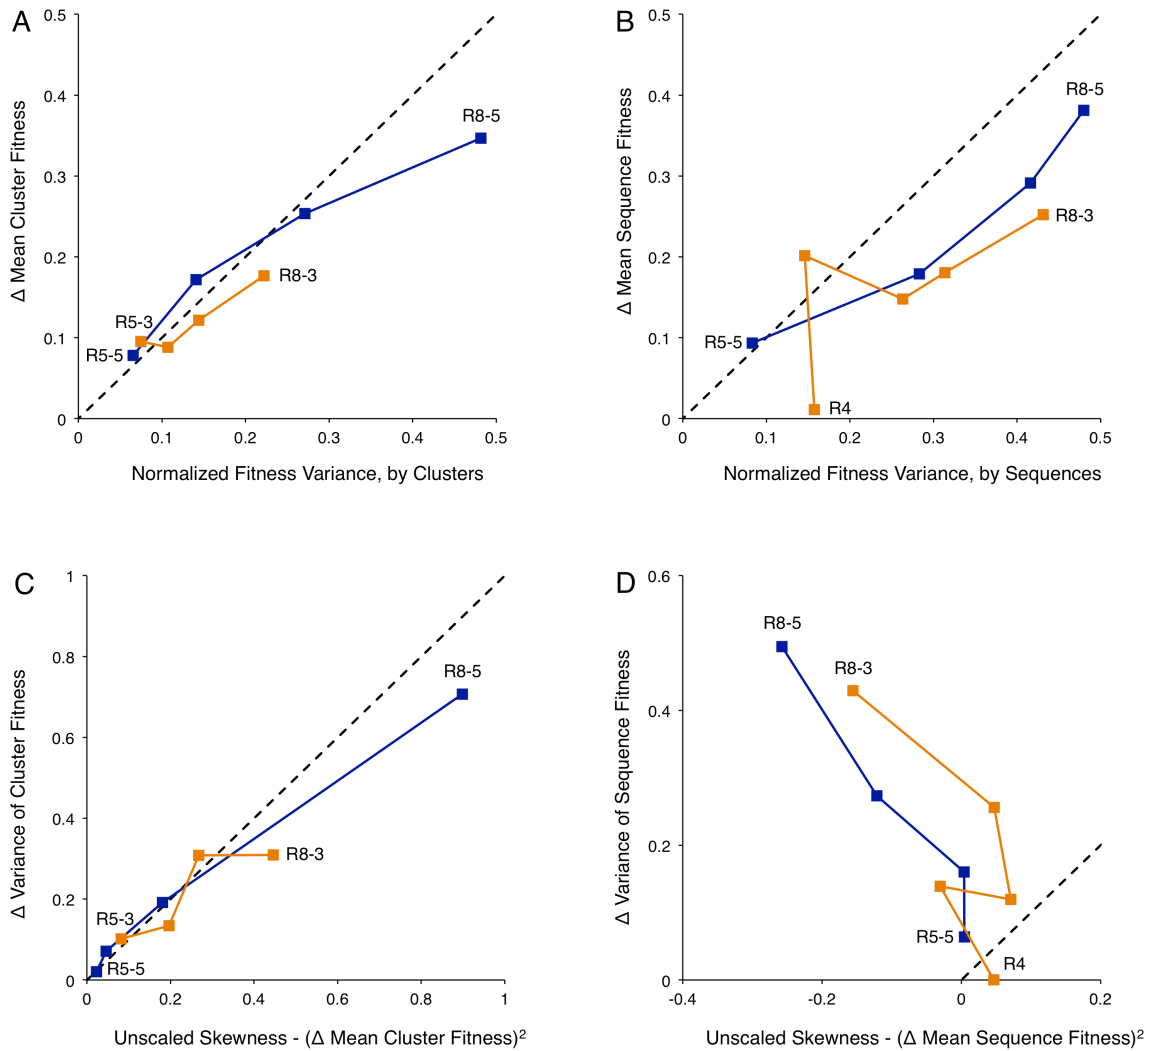 A
0.5
0.4
0.3
0.2
0.1
0
0
0.1
0.2
0.3
0.4
0.5
Δ Mean Cluster Fitness
Normalized Fitness Variance, by Clusters
R8-5
R8-3
R5-3
R5-5
B
0.5
0.4
0.3
0.2
0.1
0
0
0.1
0.2
0.3
0.4
0.5
Δ Mean Sequence Fitness
Normalized Fitness Variance, by Sequences
R8-5
R8-3
R5-5
R4
C
1
0.8
0.6
0.4
0.2
0
0
0.2
0.4
0.6
0.8
1
Δ Variance of Cluster Fitness
Unscaled Skewness - (Δ Mean Cluster Fitness)²
R8-5
R8-3
R5-3
R5-5
D
0.6
0.4
0.2
0
-0.4
-0.2
0
0.2
Δ Variance of Sequence Fitness
Unscaled Skewness - (Δ Mean Sequence Fitness)²
R8-5
R8-3
R5-5
R4